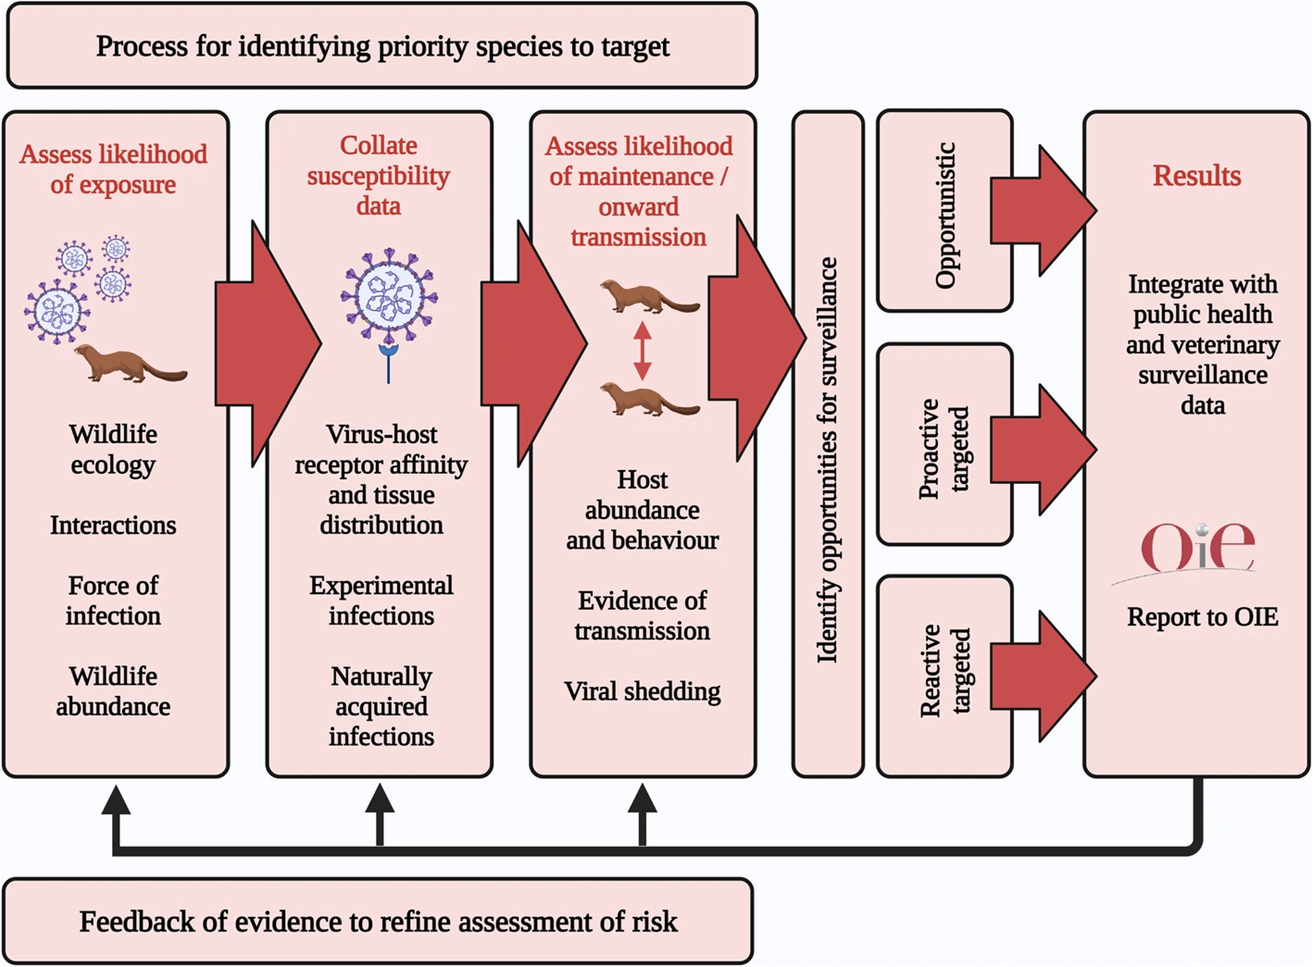 Process for identifying priority species to target
Assess likelihood
of exposure
Wildlife
ecology
Interactions
Force of
infection
Wildlife
abundance
Collate
susceptibility
data
Virus-host
receptor affinity
and tissue
distribution
Experimental
infections
Naturally
acquired
infections
Assess likelihood
of maintenance /
onward
transmission
Host
abundance
and behaviour
Evidence of
transmission
Viral shedding
Identify opportunities for surveillance
Opportunistic
Proactive
targeted
Reactive
targeted
Results
Integrate with
public health
and veterinary
surveillance
data
oie
Report to OIE
Feedback of evidence to refine assessment of risk